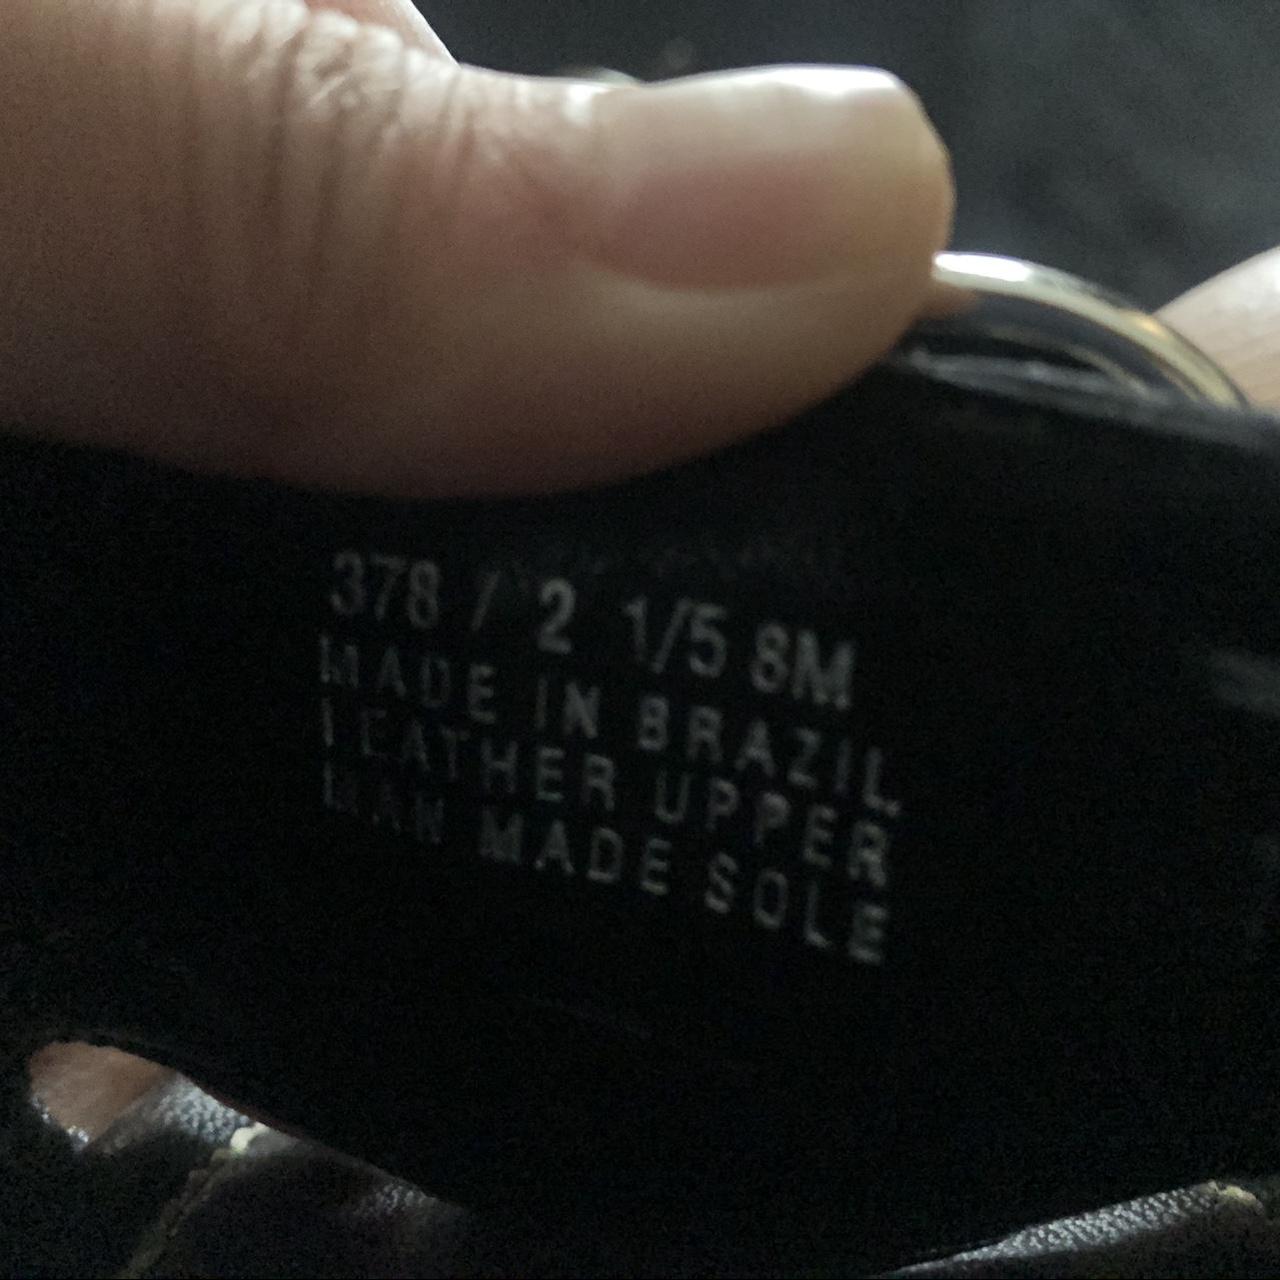 378 / 2 1/5 8M
MADE IN BRAZIL
LEATHER UPPER
MAN MADE SOLE